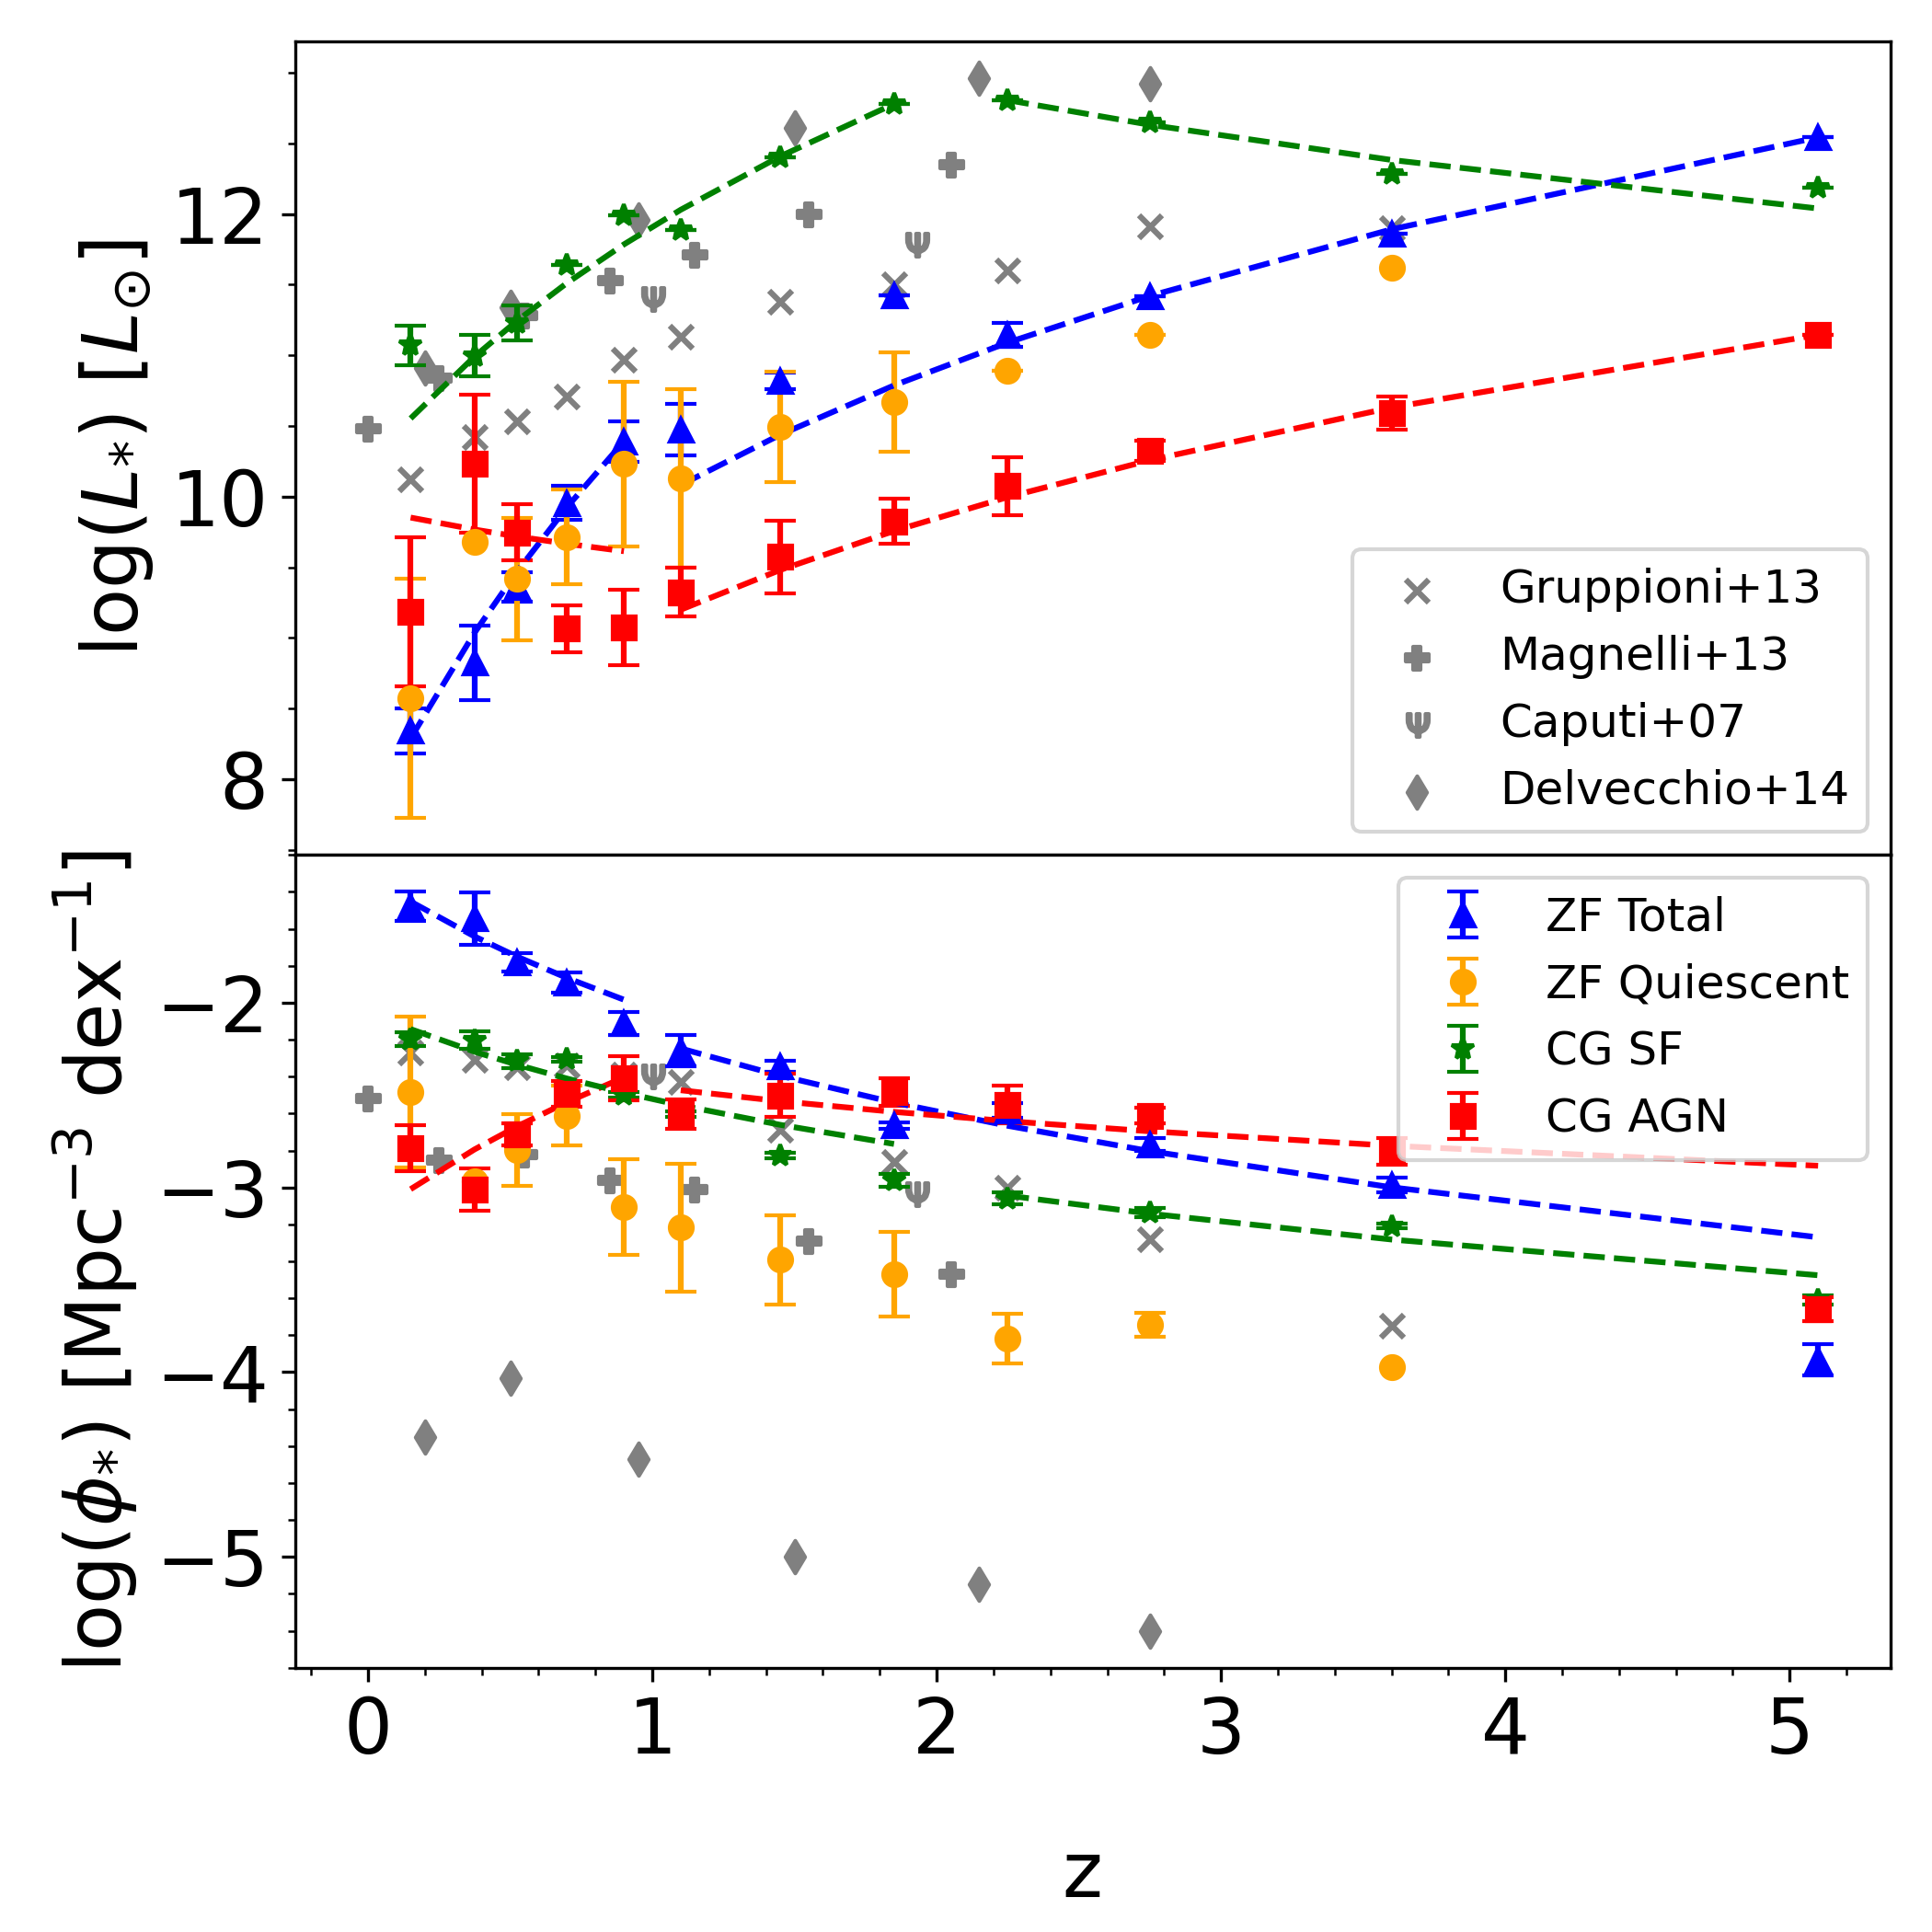 log(L∗) [L⊙]
12
10
8
Gruppioni+13
Magnelli+13
Caputi+07
Delvecchio+14
log(ϕ∗) [Mpc⁻³ dex⁻¹]
−2
−3
−4
−5
ZF Total
ZF Quiescent
CG SF
CG AGN
0 1 2 3 4 5
z